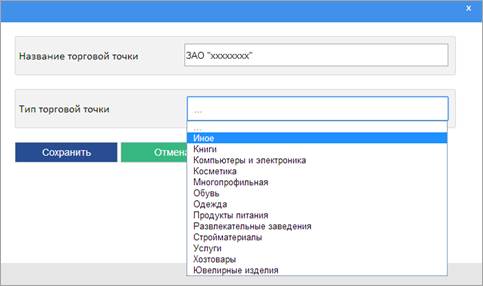 x
Название торговой точки
ЗАО "xxxxxxxx"
Тип торговой точки
...
...
Иное
Книги
Компьютеры и электроника
Косметика
Многопрофильная
Обувь
Одежда
Продукты питания
Развлекательные заведения
Стройматериалы
Услуги
Хозтовары
Ювелирные изделия
Сохранить
Отмена